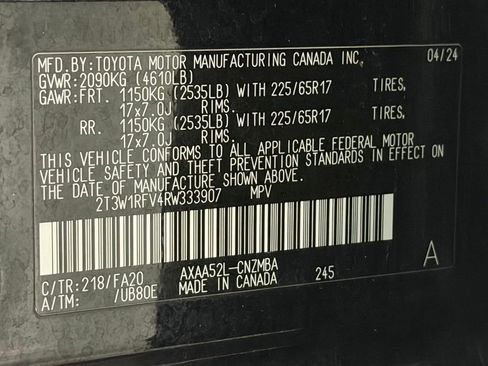 MFD.BY:TOYOTA MOTOR MANUFACTURING CANADA INC. 04/24
GVWR:2090KG (4610LB)
GAWR:FRT. 1150KG (2535LB) WITH 225/65R17 TIRES,
17x7.0J RIMS.
RR. 1150KG (2535LB) WITH 225/65R17 TIRES,
17x7.0J RIMS.
THIS VEHICLE CONFORMS TO ALL APPLICABLE FEDERAL MOTOR
VEHICLE SAFETY AND THEFT PREVENTION STANDARDS IN EFFECT ON
THE DATE OF MANUFACTURE SHOWN ABOVE.
2T3W1RFV4RW333907 MPV
C/TR:218/FA20 AXAA52L-CNZMBA 245 A
A/TM: /UB80E MADE IN CANADA